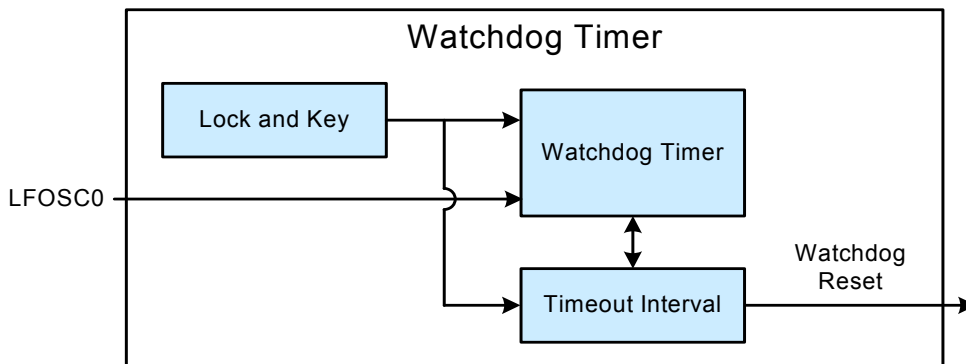 Watchdog Timer
Lock and Key
Watchdog Timer
LFOSC0
Watchdog
Reset
Timeout Interval